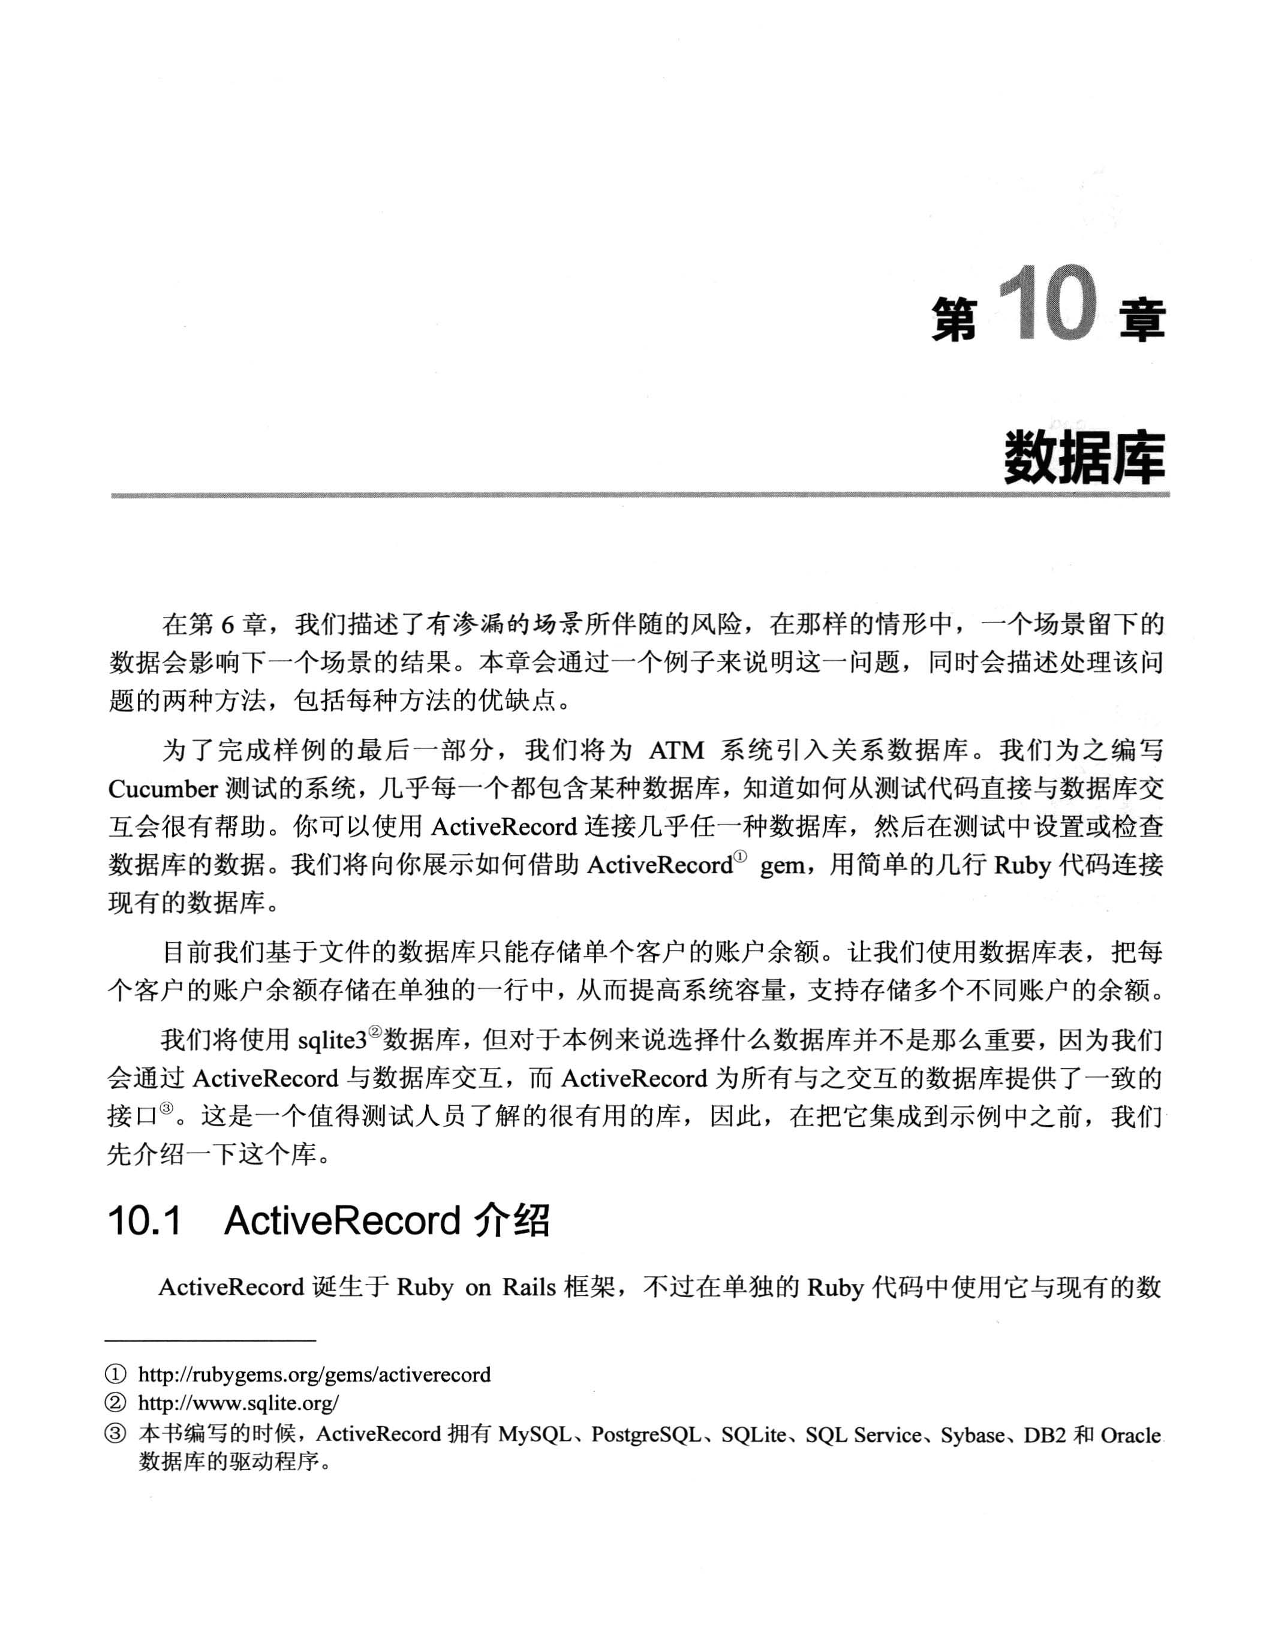 第 10 章
数据库
在第 6 章，我们描述了有渗漏的场景所伴随的风险，在那样的情形中，一个场景留下的
数据会影响下一个场景的结果。本章会通过一个例子来说明这一问题，同时会描述处理该问
题的两种方法，包括每种方法的优缺点。
为了完成样例的最后一部分，我们将为 ATM 系统引入关系数据库。我们为之编写
Cucumber 测试的系统，几乎每一个都包含某种数据库，知道如何从测试代码直接与数据库交
互会很有帮助。你可以使用 ActiveRecord 连接几乎任一种数据库，然后在测试中设置或检查
数据库的数据。我们将向你展示如何借助 ActiveRecord① gem，用简单的几行 Ruby 代码连接
现有的数据库。
目前我们基于文件的数据库只能存储单个客户的账户余额。让我们使用数据库表，把每
个客户的账户余额存储在单独的一行中，从而提高系统容量，支持存储多个不同账户的余额。
我们将使用 sqlite3②数据库，但对于本例来说选择什么数据库并不是那么重要，因为我们
会通过 ActiveRecord 与数据库交互，而 ActiveRecord 为所有与之交互的数据库提供了一致的
接口③。这是一个值得测试人员了解的很有用的库，因此，在把它集成到示例中之前，我们
先介绍一下这个库。
10.1 ActiveRecord 介绍
ActiveRecord 诞生于 Ruby on Rails 框架，不过在单独的 Ruby 代码中使用它与现有的数
① http://rubygems.org/gems/activerecord
② http://www.sqlite.org/
③ 本书编写的时候，ActiveRecord 拥有 MySQL、PostgreSQL、SQLite、SQL Service、Sybase、DB2 和 Oracle
数据库的驱动程序。